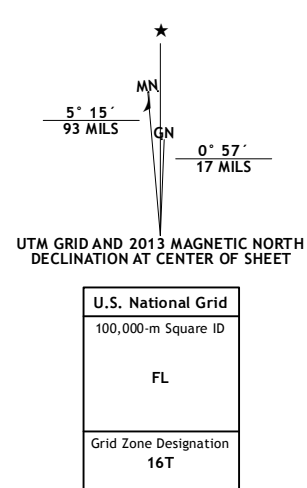 ★
MN
5° 15´
93 MILS
GN
0° 57´
17 MILS
UTM GRID AND 2013 MAGNETIC NORTH
DECLINATION AT CENTER OF SHEET
U.S. National Grid
100,000-m Square ID
FL
Grid Zone Designation
16T